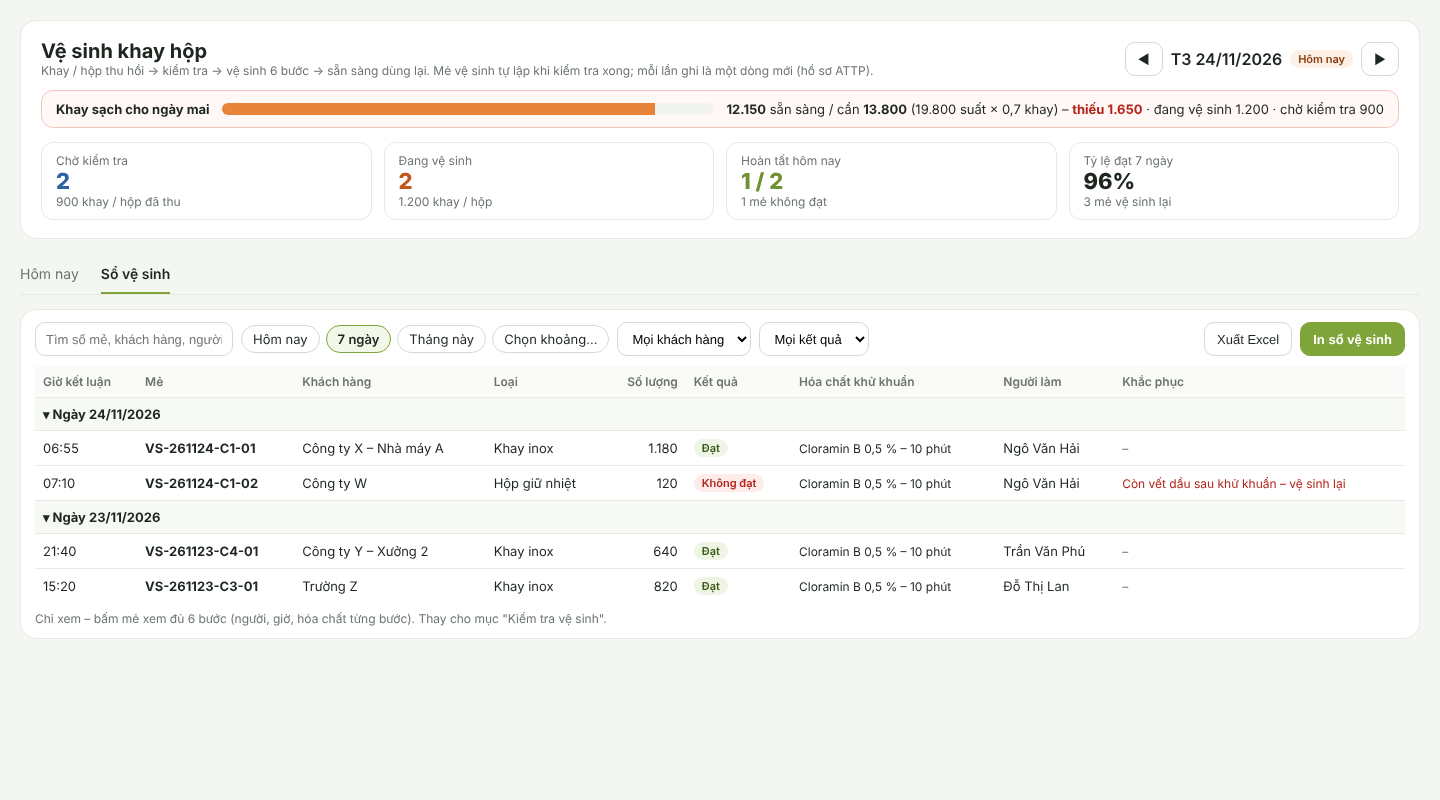 Vệ sinh khay hộp
Khay / hộp thu hồi → kiểm tra → vệ sinh 6 bước → sẵn sàng dùng lại. Mẻ vệ sinh tự lập khi kiểm tra xong; mỗi lần ghi là một dòng mới (hồ sơ ATTP).
◀ T3 24/11/2026 Hôm nay ▶
Khay sạch cho ngày mai 12.150 sẵn sàng / cần 13.800 (19.800 suất × 0,7 khay) – thiếu 1.650 · đang vệ sinh 1.200 · chờ kiểm tra 900
Chờ kiểm tra
2
900 khay / hộp đã thu
Đang vệ sinh
2
1.200 khay / hộp
Hoàn tất hôm nay
1 / 2
1 mẻ không đạt
Tỷ lệ đạt 7 ngày
96%
3 mẻ vệ sinh lại
Hôm nay Sổ vệ sinh
Tìm số mẻ, khách hàng, người Hôm nay 7 ngày Tháng này Chọn khoảng... Mọi khách hàng Mọi kết quả Xuất Excel In sổ vệ sinh
Giờ kết luận Mẻ Khách hàng Loại Số lượng Kết quả Hóa chất khử khuẩn Người làm Khắc phục
▾ Ngày 24/11/2026
06:55 VS-261124-C1-01 Công ty X – Nhà máy A Khay inox 1.180 Đạt Cloramin B 0,5 % – 10 phút Ngô Văn Hải –
07:10 VS-261124-C1-02 Công ty W Hộp giữ nhiệt 120 Không đạt Cloramin B 0,5 % – 10 phút Ngô Văn Hải Còn vết dầu sau khử khuẩn – vệ sinh lại
▾ Ngày 23/11/2026
21:40 VS-261123-C4-01 Công ty Y – Xưởng 2 Khay inox 640 Đạt Cloramin B 0,5 % – 10 phút Trần Văn Phú –
15:20 VS-261123-C3-01 Trường Z Khay inox 820 Đạt Cloramin B 0,5 % – 10 phút Đỗ Thị Lan –
Chỉ xem – bấm mẻ xem đủ 6 bước (người, giờ, hóa chất từng bước). Thay cho mục "Kiểm tra vệ sinh".